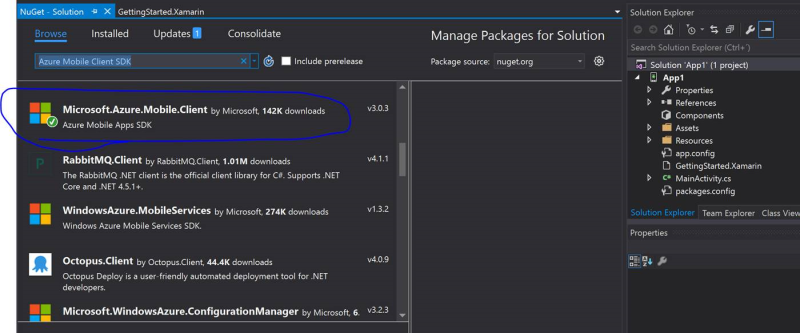 NuGet - Solution
GettingStarted.Xamarin
Browse
Installed
Updates 1
Consolidate
Manage Packages for Solution
Azure Mobile Client SDK
Include prerelease
Package source: nuget.org
Microsoft.Azure.Mobile.Client by Microsoft, 142K downloads
v3.0.3
Azure Mobile Apps SDK
RabbitMQ.Client by RabbitMQ.Client, 1.01M downloads
v4.1.1
The RabbitMQ .NET client is the official client library for C#. Supports .NET
Core and .NET 4.5.1+.
WindowsAzure.MobileServices by Microsoft, 274K downloads
v1.3.2
Windows Azure Mobile Services SDK.
Octopus.Client by Octopus.Client, 44.4K downloads
v4.0.9
Octopus Deploy is a user-friendly automated deployment tool for .NET
developers.
Microsoft.WindowsAzure.ConfigurationManager by Microsoft, 6.
v3.2.3
Solution Explorer
Search Solution Explorer (Ctrl+`)
Solution 'App1' (1 project)
App1
Properties
References
Components
Assets
Resources
app.config
GettingStarted.Xamarin
C# MainActivity.cs
packages.config
Solution Explorer
Team Explorer
Class View
Properties